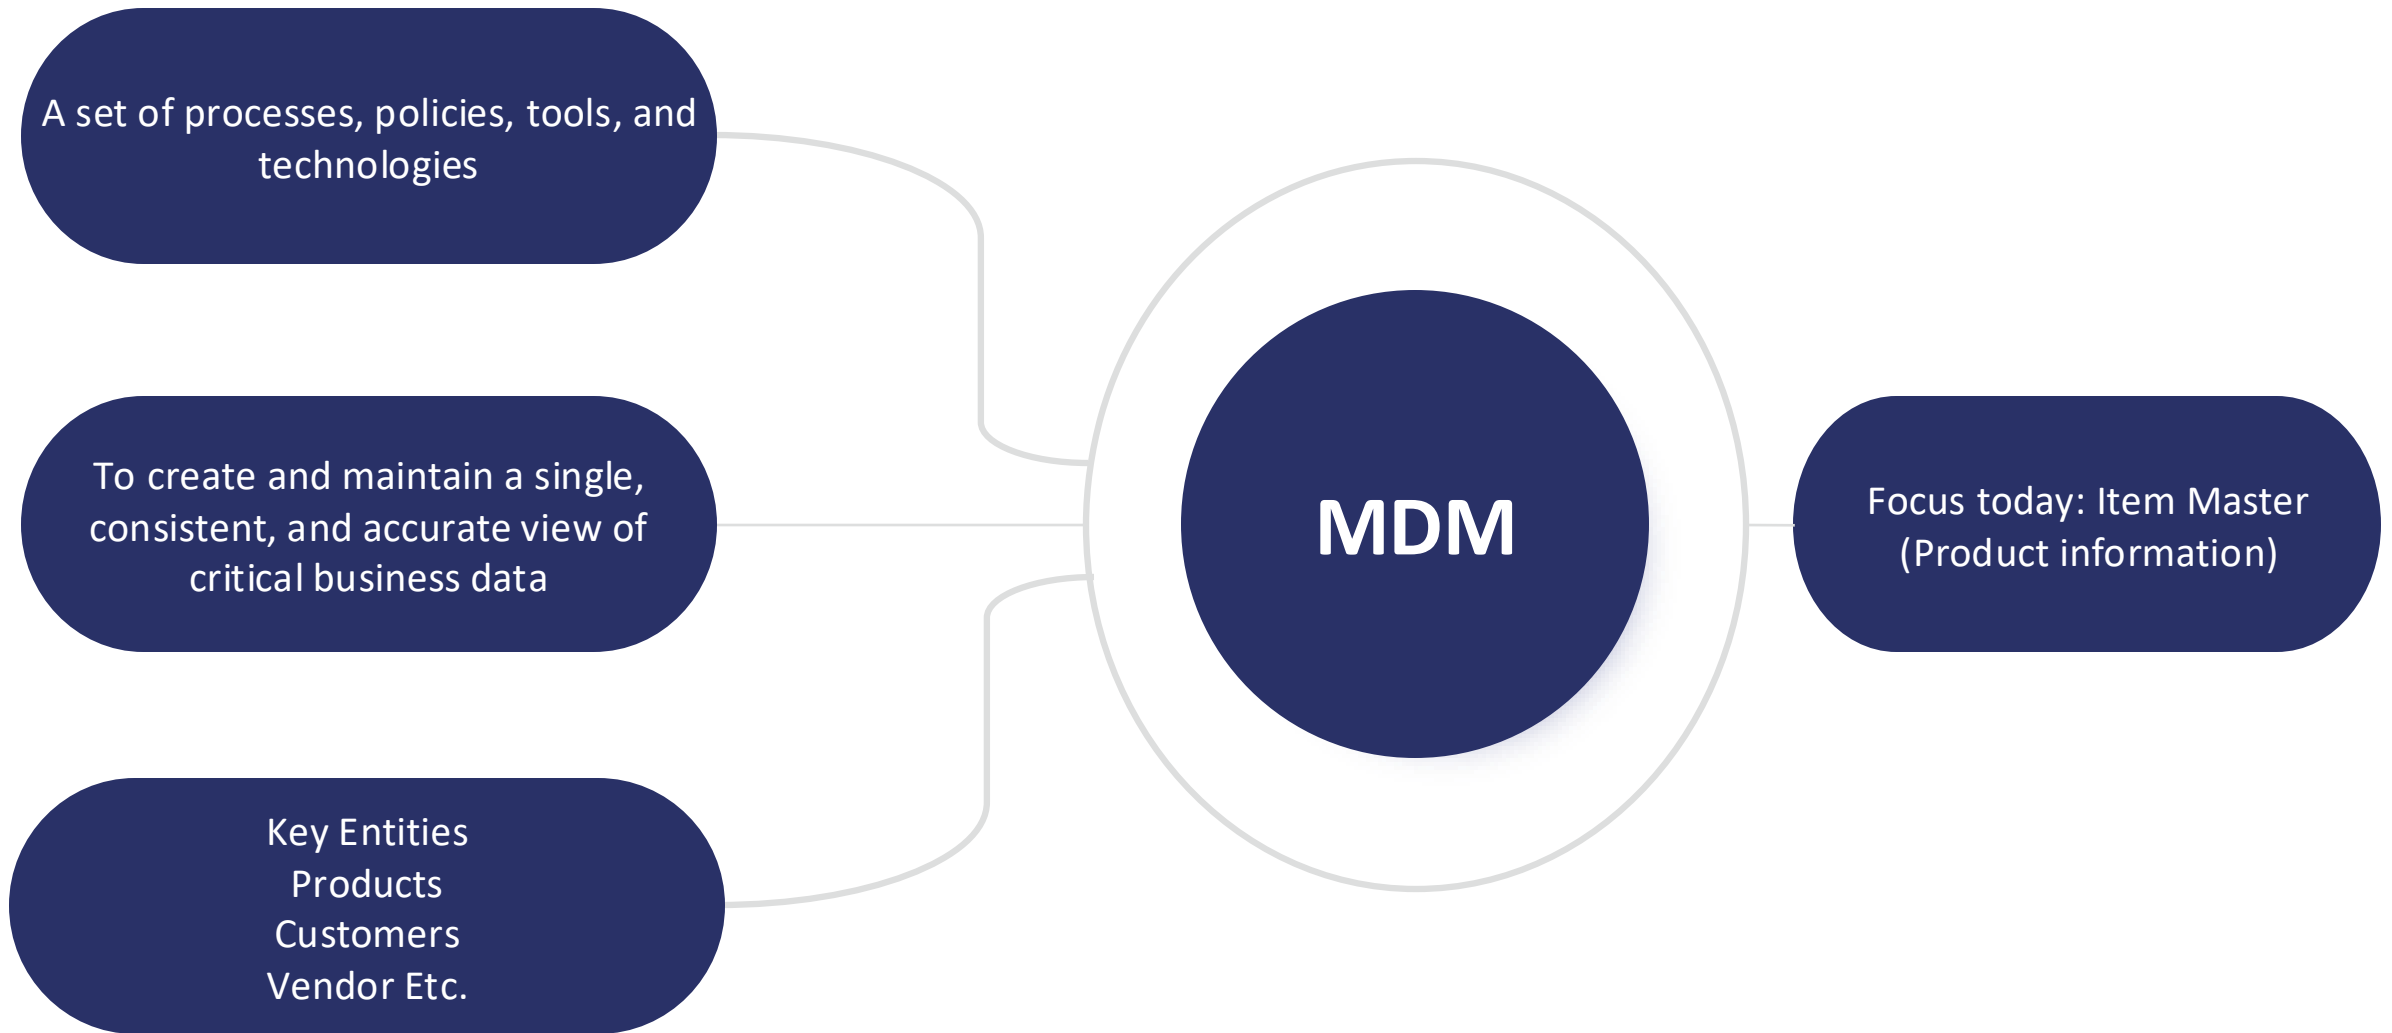 A set of processes, policies, tools, and
technologies
To create and maintain a single,
consistent, and accurate view of
critical business data
Key Entities
Products
Customers
Vendor Etc.
MDM
Focus today: Item Master
(Product information)